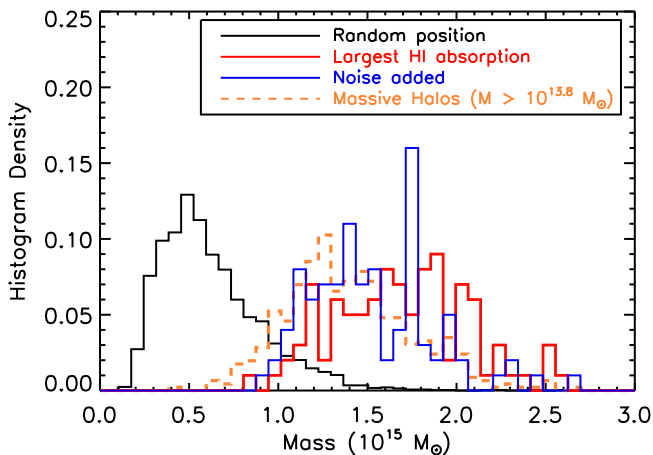 0.25
0.20
0.15
0.10
0.05
0.00
Histogram Density
Random position
Largest HI absorption
Noise added
Massive Halos (M > 10^13.8 M☉)
0.0 0.5 1.0 1.5 2.0 2.5 3.0
Mass (10^15 M☉)